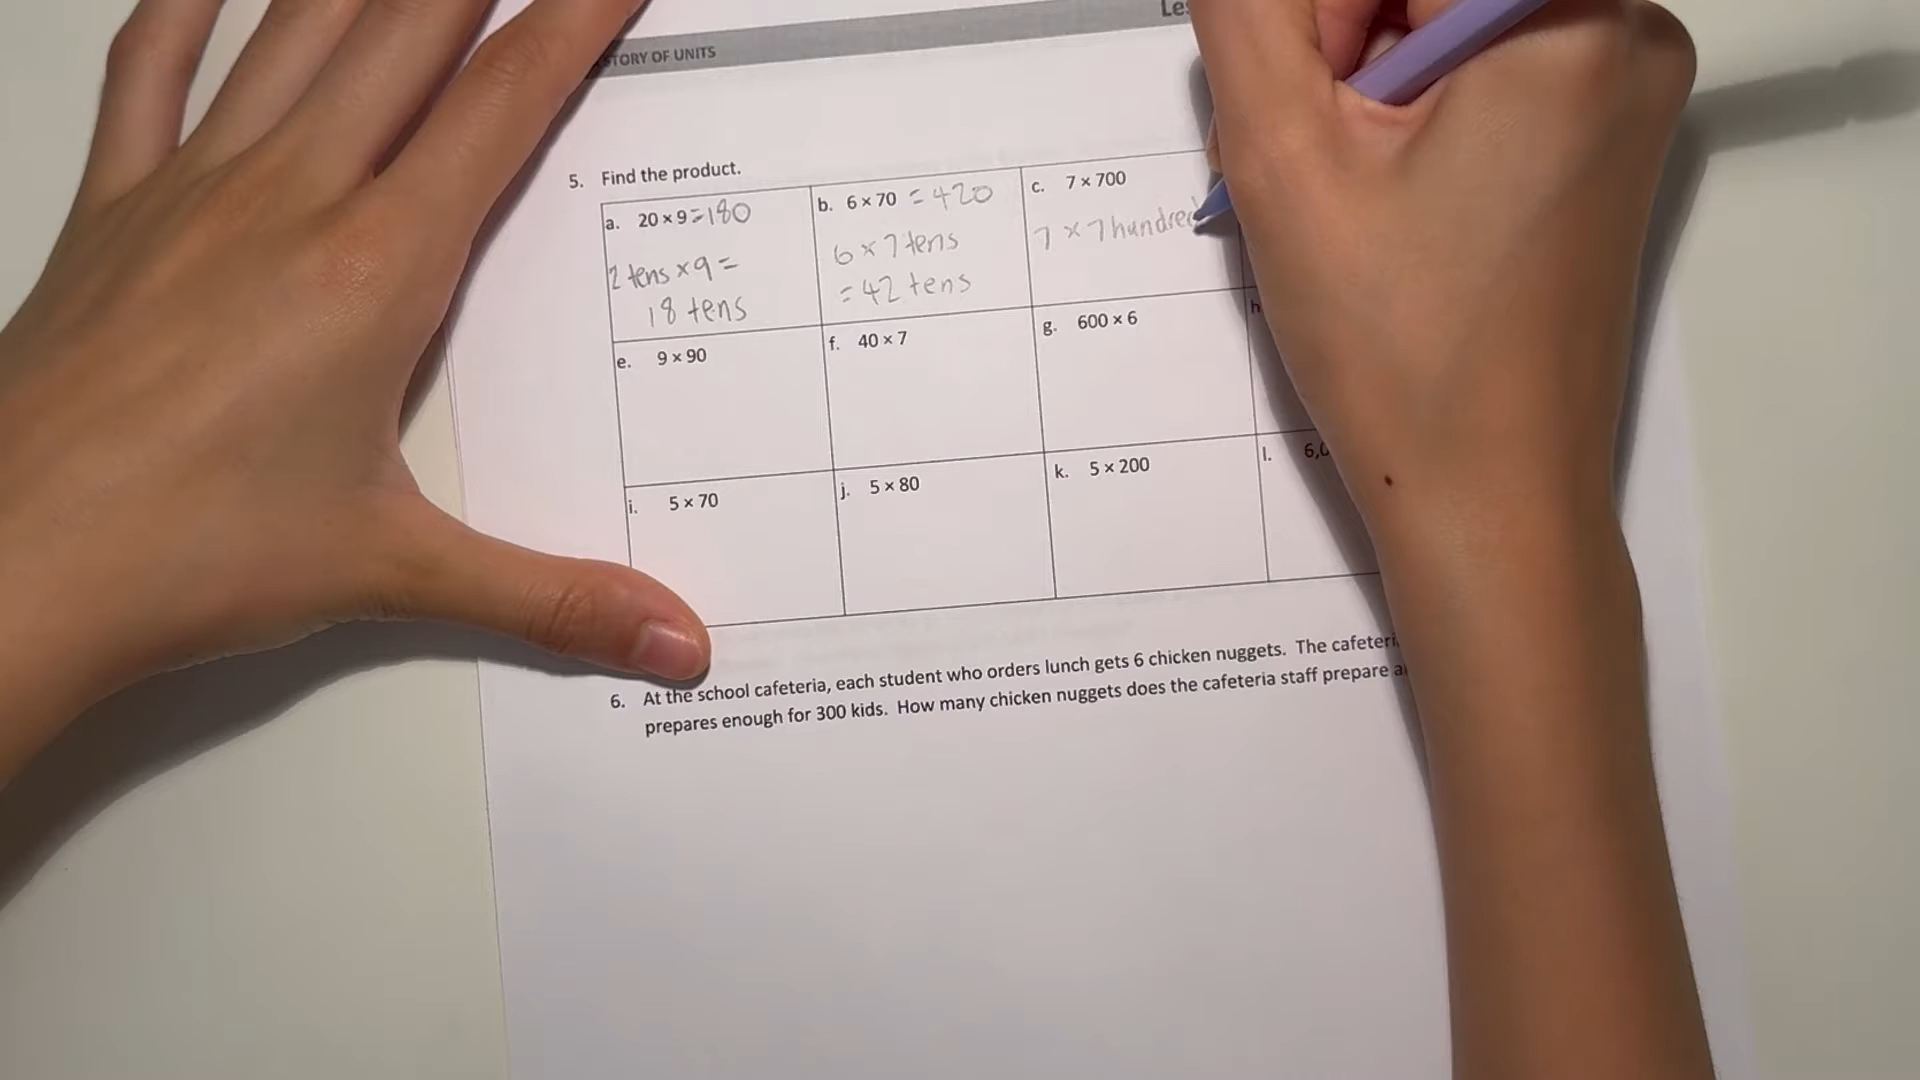 STORY OF UNITS
5. Find the product.
a. 20 × 9 = 180
2 tens × 9 =
18 tens
b. 6 × 70 = 420
6 × 7 tens
= 42 tens
c. 7 × 700
7 × 7 hundred
e. 9 × 90
f. 40 × 7
g. 600 × 6
h
i. 5 × 70
j. 5 × 80
k. 5 × 200
l.
6. At the school cafeteria, each student who orders lunch gets 6 chicken nuggets. The
prepares enough for 300 kids. How many chicken nuggets does the cafeteria staff prepare